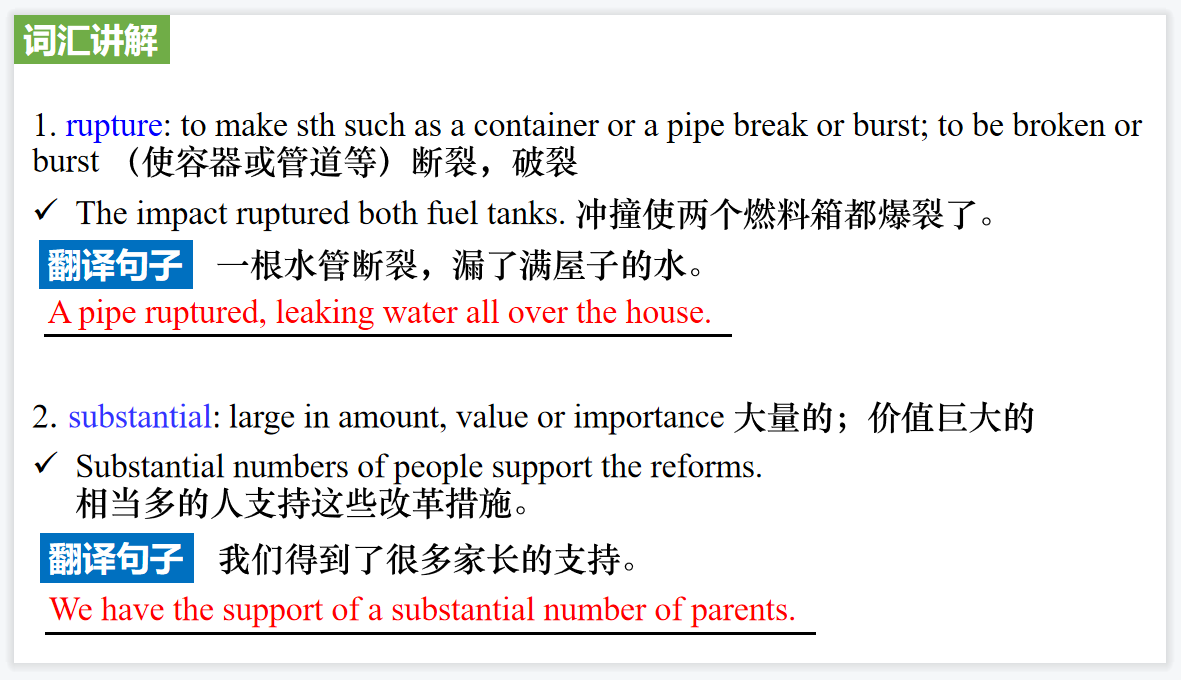 词汇讲解
1. rupture: to make sth such as a container or a pipe break or burst; to be broken or
burst （使容器或管道等）断裂，破裂
✓ The impact ruptured both fuel tanks. 冲撞使两个燃料箱都爆裂了。
翻译句子 一根水管断裂，漏了满屋子的水。
A pipe ruptured, leaking water all over the house.
2. substantial: large in amount, value or importance 大量的；价值巨大的
✓ Substantial numbers of people support the reforms.
相当多的人支持这些改革措施。
翻译句子 我们得到了很多家长的支持。
We have the support of a substantial number of parents.